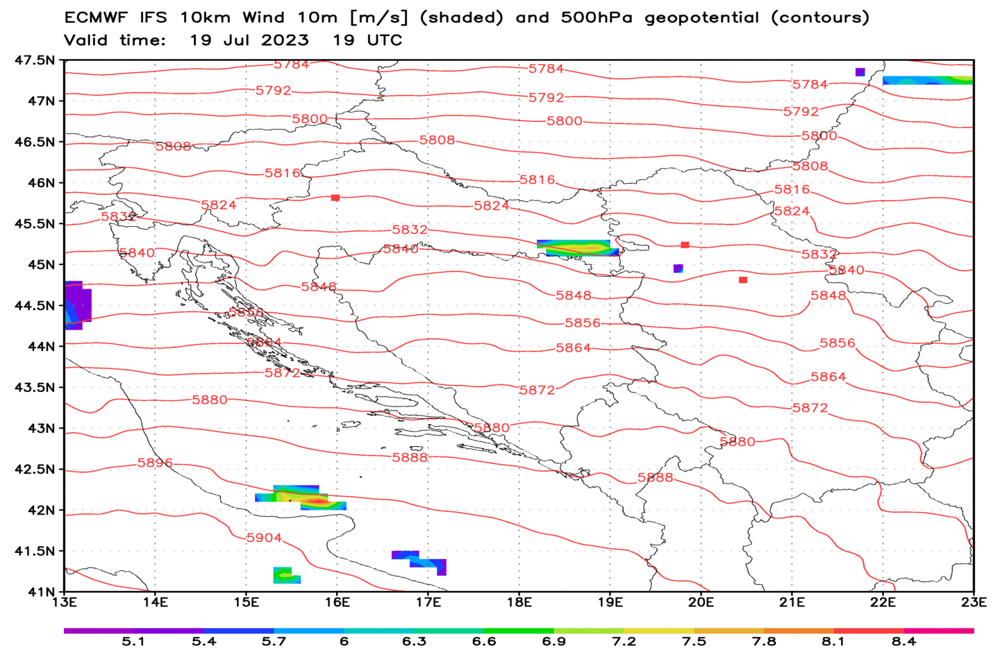 ECMWF IFS 10km Wind 10m [m/s] (shaded) and 500hPa geopotential (contours)
Valid time: 19 Jul 2023 19 UTC
47.5N
5784
5784
5784
47N
5792
5792
5792
5800
5800
5800
46.5N
5808
5808
5808
5816
5816
5816
46N
5824
5824
5824
5832
45.5N
5832
5832
5840
5840
5840
45N
5848
5848
5848
44.5N
5856
5856
5856
5864
5864
44N
5872
5872
5864
43.5N
5880
5872
43N
5880
5880
5896
5888
5888
42.5N
42N
5904
41.5N
41N
13E 14E 15E 16E 17E 18E 19E 20E 21E 22E 23E
5.1 5.4 5.7 6 6.3 6.6 6.9 7.2 7.5 7.8 8.1 8.4